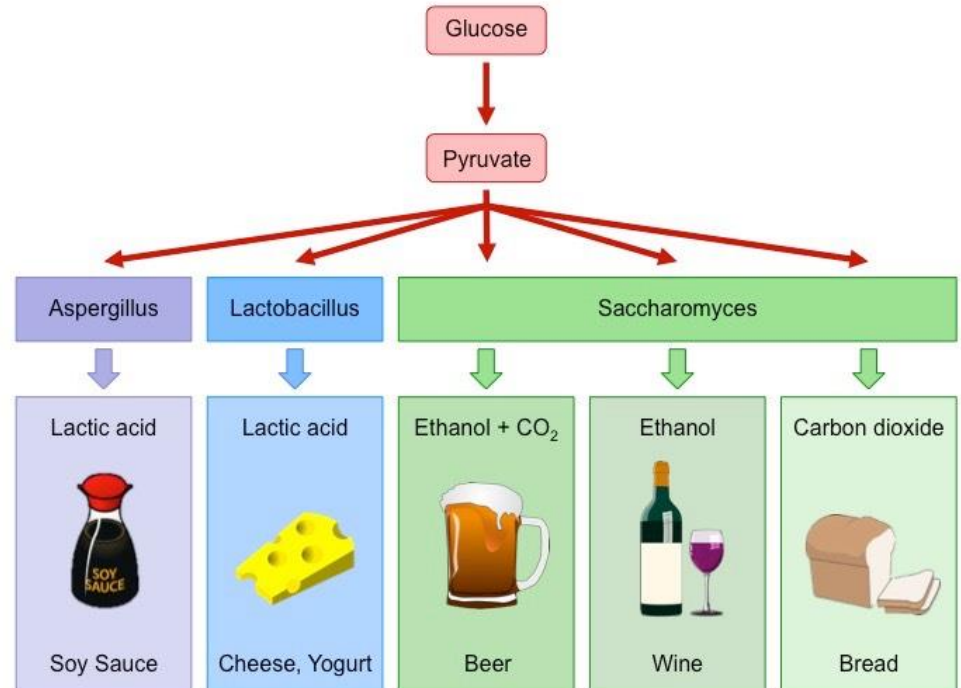 Glucose
Pyruvate
Aspergillus
Lactobacillus
Saccharomyces
Lactic acid
Lactic acid
Ethanol + CO₂
Ethanol
Carbon dioxide
SOY
SAUCE
Soy Sauce
Cheese, Yogurt
Beer
Wine
Bread